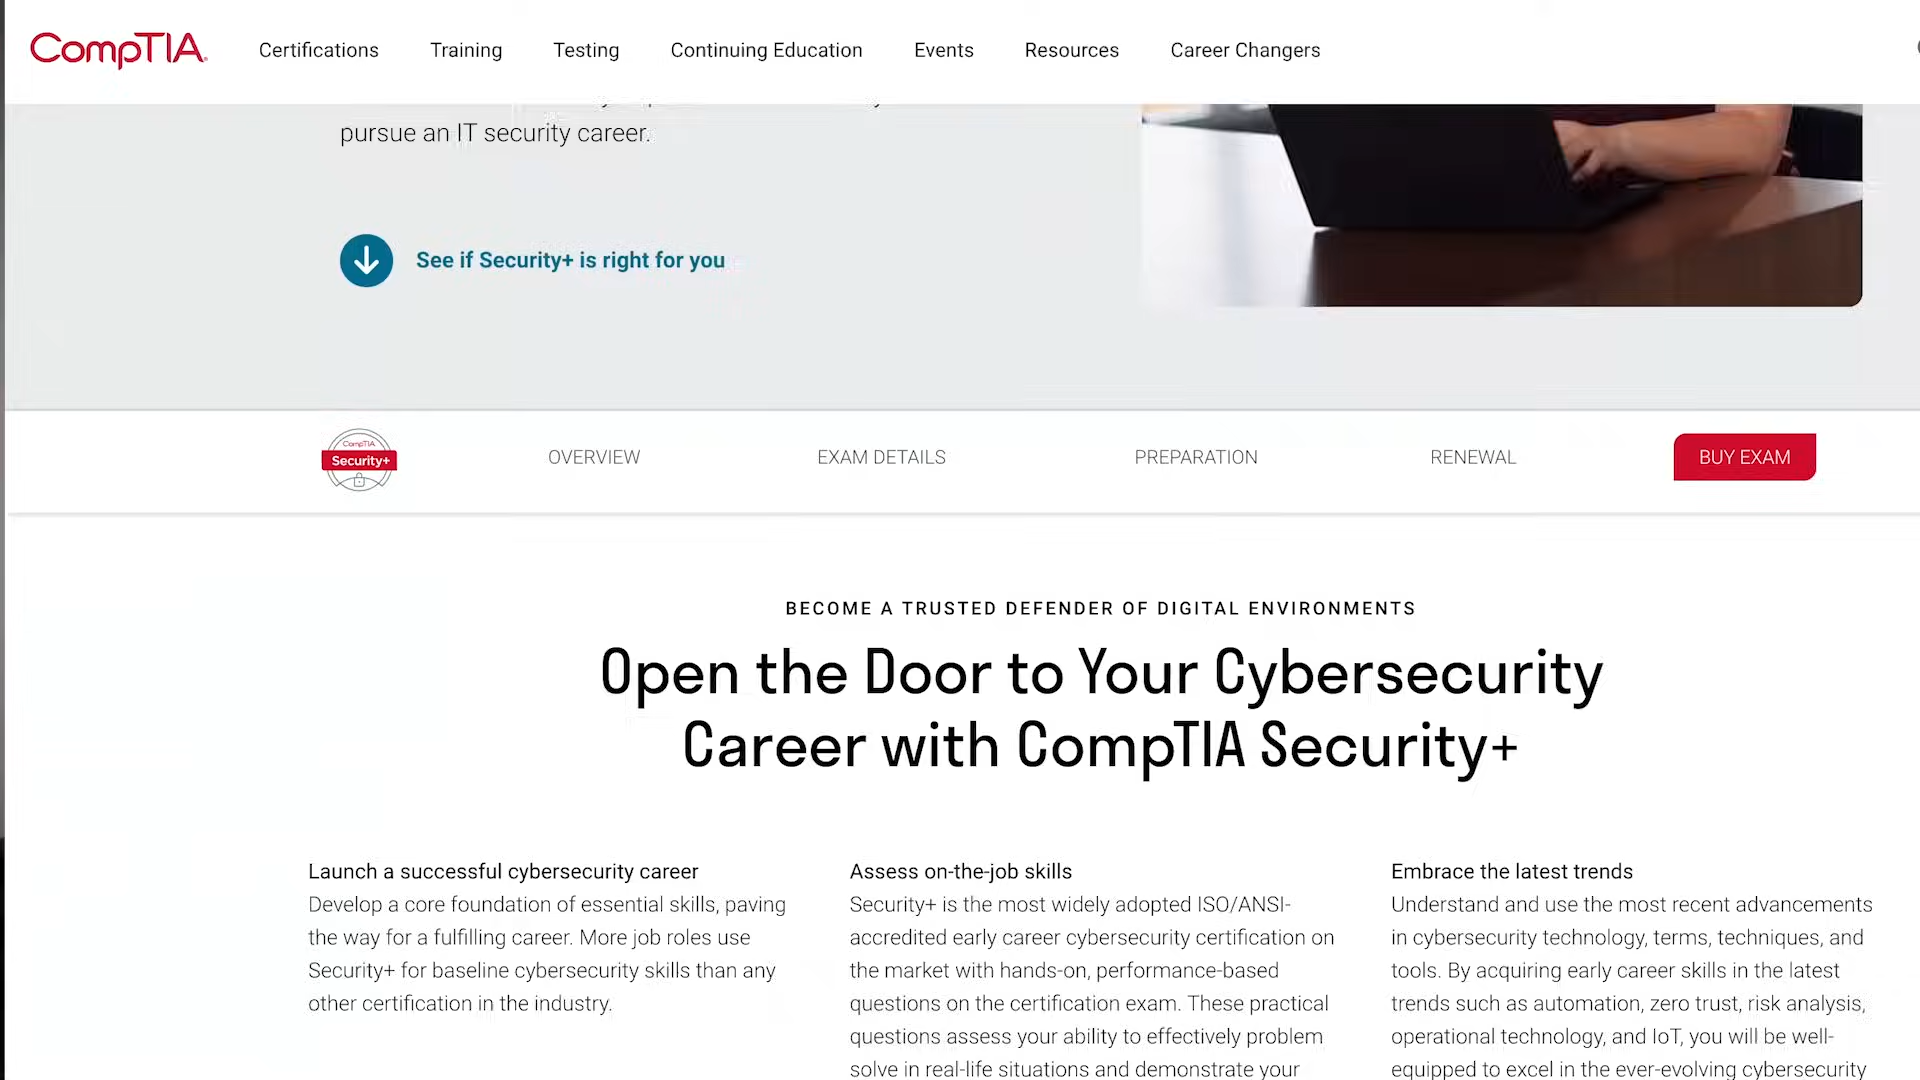 CompTIA.
Certifications
Training
Testing
Continuing Education
Events
Resources
Career Changers
pursue an IT security career.
See if Security+ is right for you
CompTIA
Security+
OVERVIEW
EXAM DETAILS
PREPARATION
RENEWAL
BUY EXAM
BECOME A TRUSTED DEFENDER OF DIGITAL ENVIRONMENTS
Open the Door to Your Cybersecurity
Career with CompTIA Security+
Launch a successful cybersecurity career
Develop a core foundation of essential skills, paving
the way for a fulfilling career. More job roles use
Security+ for baseline cybersecurity skills than any
other certification in the industry.
Assess on-the-job skills
Security+ is the most widely adopted ISO/ANSI-
accredited early career cybersecurity certification on
the market with hands-on, performance-based
questions on the certification exam. These practical
questions assess your ability to effectively problem
solve in real-life situations and demonstrate your
Embrace the latest trends
Understand and use the most recent advancements
in cybersecurity technology, terms, techniques, and
tools. By acquiring early career skills in the latest
trends such as automation, zero trust, risk analysis,
operational technology, and IoT, you will be well-
equipped to excel in the ever-evolving cybersecurity